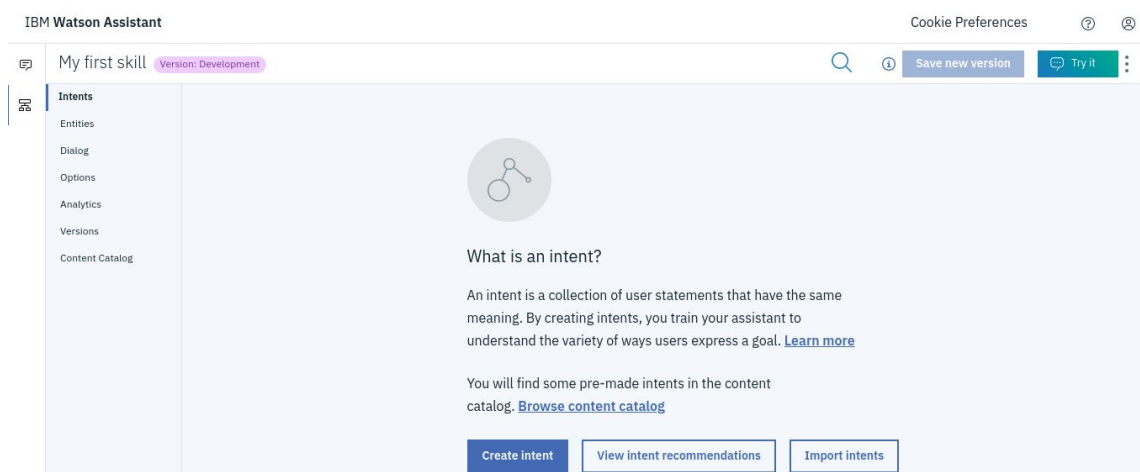 IBM Watson Assistant
Cookie Preferences
My first skill
Version: Development
Save new version
Try it
Intents
Entities
Dialog
Options
Analytics
Versions
Content Catalog
What is an intent?
An intent is a collection of user statements that have the same
meaning. By creating intents, you train your assistant to
understand the variety of ways users express a goal. Learn more
You will find some pre-made intents in the content
catalog. Browse content catalog
Create intent
View intent recommendations
Import intents